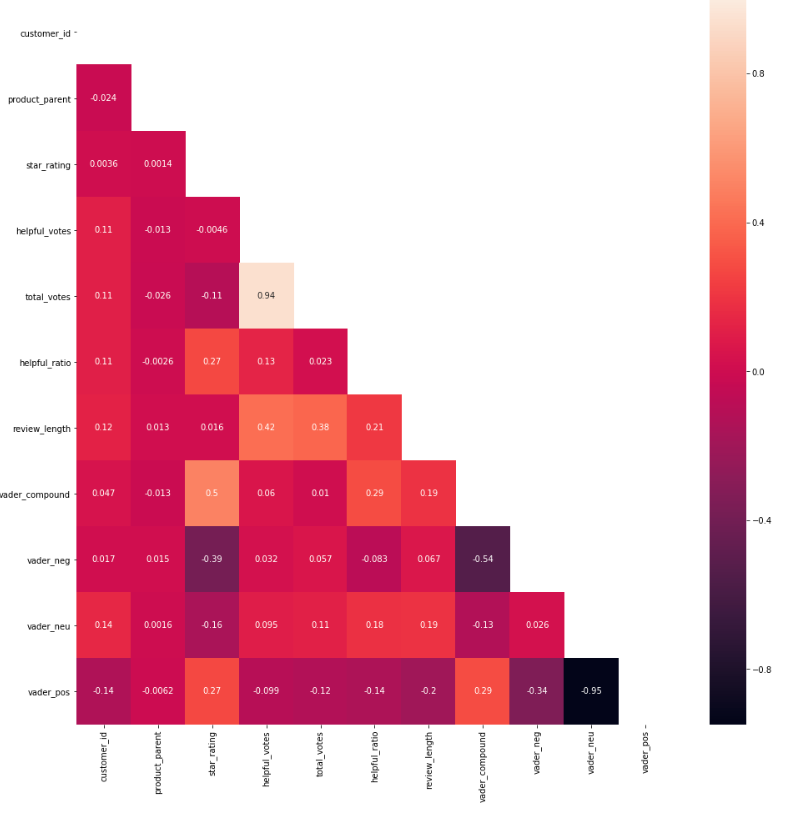 customer_id
product_parent -0.024
star_rating 0.0036 0.0014
helpful_votes 0.11 -0.013 -0.0046
total_votes 0.11 -0.026 -0.11 0.94
helpful_ratio 0.11 -0.0026 0.27 0.13 0.023
review_length 0.12 0.013 0.016 0.42 0.38 0.21
vader_compound 0.047 -0.013 0.5 0.06 0.01 0.29 0.19
vader_neg 0.017 0.015 -0.39 0.032 0.057 -0.083 0.067 -0.54
vader_neu 0.14 0.0016 -0.16 0.095 0.11 0.18 0.19 -0.13 0.026
vader_pos -0.14 -0.0062 0.27 -0.099 -0.12 -0.14 -0.2 0.29 -0.34 -0.95
customer_id product_parent star_rating helpful_votes total_votes helpful_ratio review_length vader_compound vader_neg vader_neu vader_pos
0.8
0.4
0.0
−0.4
−0.8